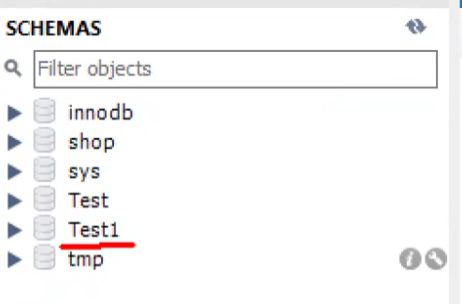 SCHEMAS
Filter objects
innodb
shop
sys
Test
Test1
tmp